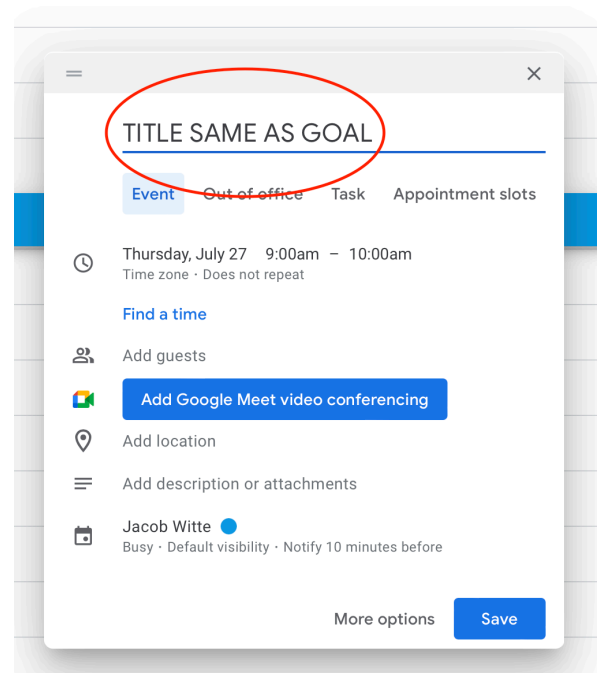 TITLE SAME AS GOAL
Event Out of office Task Appointment slots
Thursday, July 27 9:00am – 10:00am
Time zone · Does not repeat
Find a time
Add guests
Add Google Meet video conferencing
Add location
Add description or attachments
Jacob Witte
Busy · Default visibility · Notify 10 minutes before
More options Save